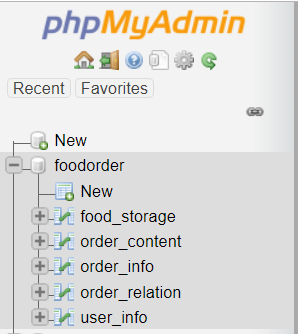 phpMyAdmin
Recent Favorites
New
foodorder
New
food_storage
order_content
order_info
order_relation
user_info